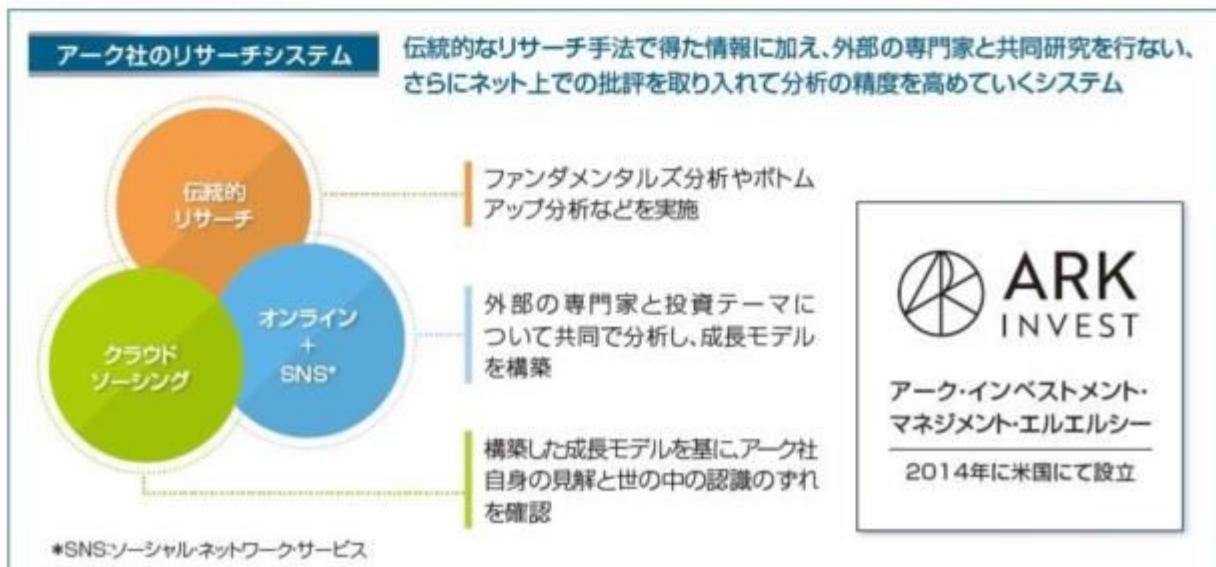 アーク社のリサーチシステム
伝統的なリサーチ手法で得た情報に加え、外部の専門家と共同研究を行ない、
さらにネット上での批評を取り入れて分析の精度を高めていくシステム
伝統的
リサーチ
ファンダメンタルズ分析やボトム
アップ分析などを実施
オンライン
+
SNS*
外部の専門家と投資テーマに
ついて共同で分析し、成長モデル
を構築
クラウド
ソーシング
構築した成長モデルを基に、アーク社
自身の見解と世の中の認識のずれ
を確認
*SNS:ソーシャル・ネットワーク・サービス
ARK
INVEST
アーク・インベストメント・
マネジメント・エルエルシー
2014年に米国にて設立